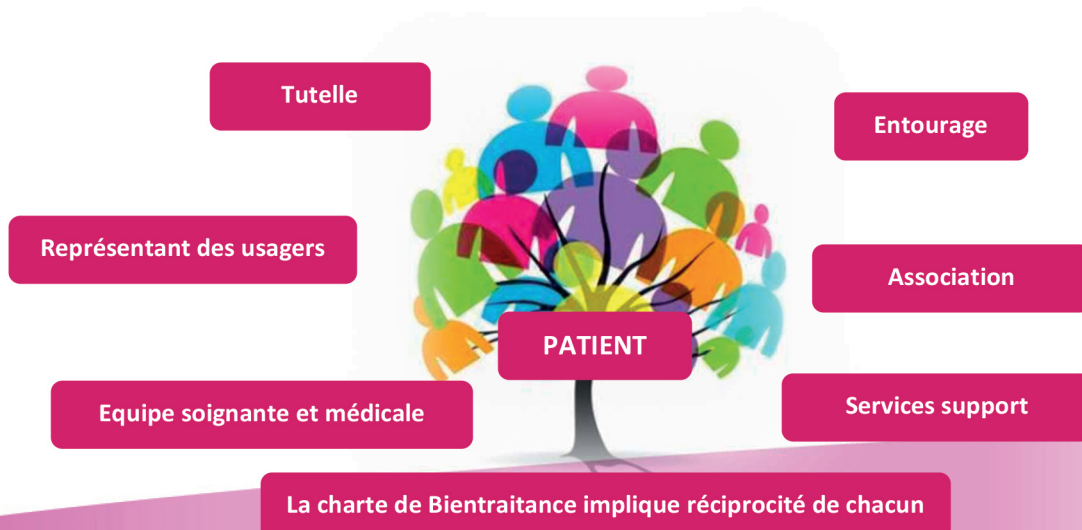 Tutelle
Entourage
Représentant des usagers
Association
PATIENT
Equipe soignante et médicale
Services support
La charte de Bientraitance implique réciprocité de chacun